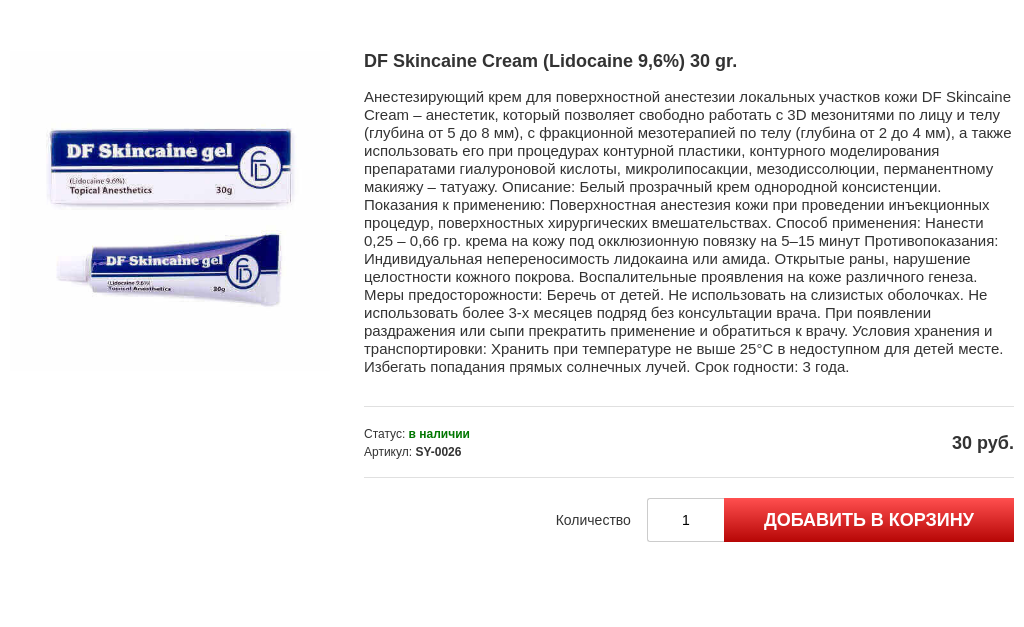 DF Skincaine Cream (Lidocaine 9,6%) 30 gr.
Анестезирующий крем для поверхностной анестезии локальных участков кожи DF Skincaine
Cream – анестетик, который позволяет свободно работать с 3D мезонитями по лицу и телу
(глубина от 5 до 8 мм), с фракционной мезотерапией по телу (глубина от 2 до 4 мм), а также
использовать его при процедурах контурной пластики, контурного моделирования
препаратами гиалуроновой кислоты, микролипосакции, мезодиссолюции, перманентному
макияжу – татуажу. Описание: Белый прозрачный крем однородной консистенции.
Показания к применению: Поверхностная анестезия кожи при проведении инъекционных
процедур, поверхностных хирургических вмешательствах. Способ применения: Нанести
0,25 – 0,66 гр. крема на кожу под окклюзионную повязку на 5–15 минут Противопоказания:
Индивидуальная непереносимость лидокаина или амида. Открытые раны, нарушение
целостности кожного покрова. Воспалительные проявления на коже различного генеза.
Меры предосторожности: Беречь от детей. Не использовать на слизистых оболочках. Не
использовать более 3-х месяцев подряд без консультации врача. При появлении
раздражения или сыпи прекратить применение и обратиться к врачу. Условия хранения и
транспортировки: Хранить при температуре не выше 25°C в недоступном для детей месте.
Избегать попадания прямых солнечных лучей. Срок годности: 3 года.
DF Skincaine gel
(Lidocaine 9.6%)
Topical Anesthetics 30g
DF Skincaine gel
(Lidocaine 9.6%)
Topical Anesthetics 30g
Статус: в наличии
Артикул: SY-0026
30 руб.
Количество 1 ДОБАВИТЬ В КОРЗИНУ